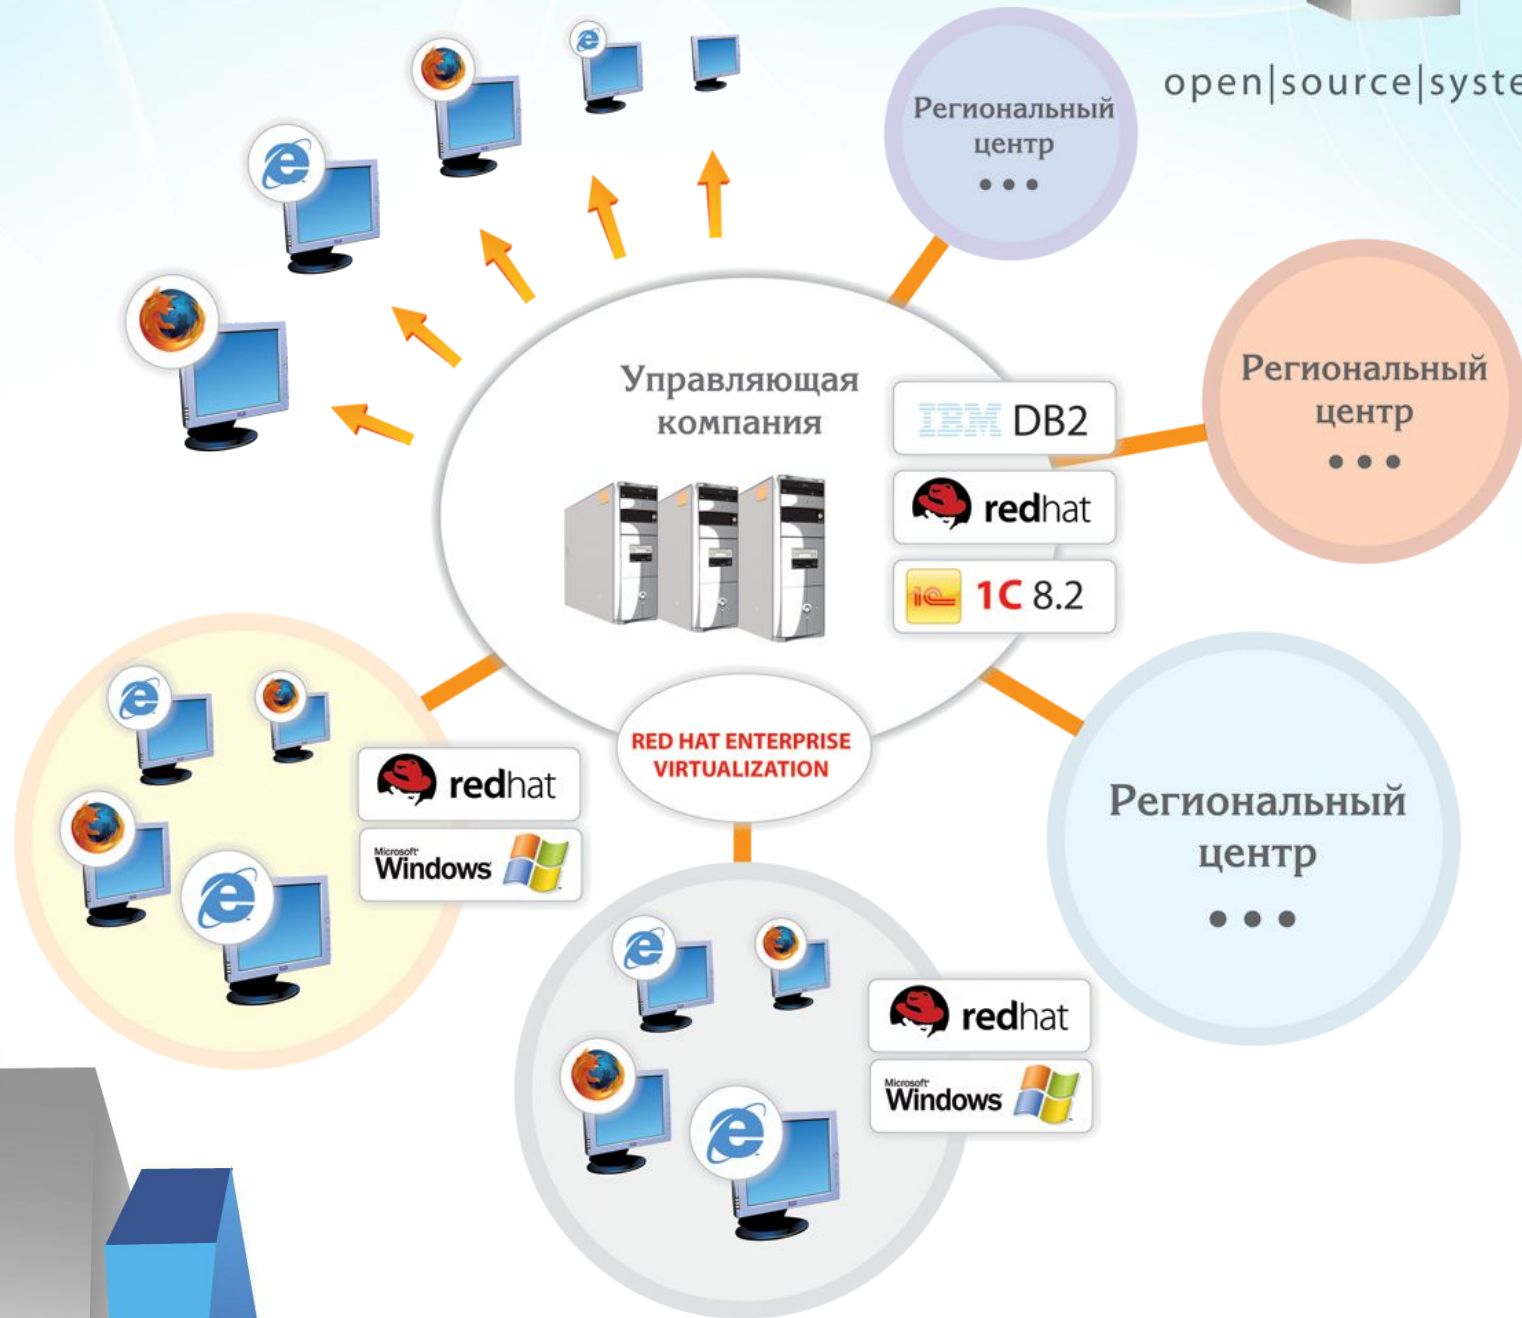 open|source|syste
Региональный
центр
•••
Региональный
центр
•••
Управляющая
компания
IBM DB2
redhat
1C 8.2
RED HAT ENTERPRISE
VIRTUALIZATION
redhat
Microsoft
Windows
Региональный
центр
•••
redhat
Microsoft
Windows